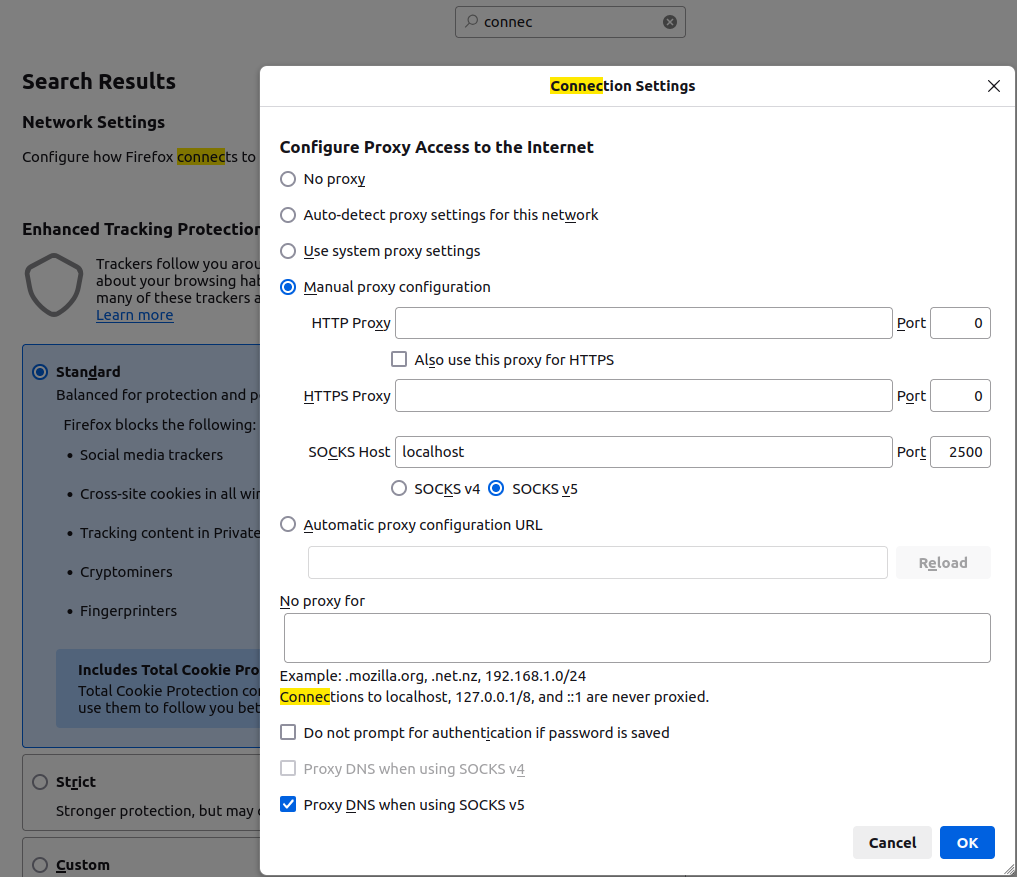 connec
Search Results
Network Settings
Configure how Firefox connects to
Enhanced Tracking Protection
Trackers follow you
about your browsing
many of these trackers
Learn more
Standard
Balanced for protection and
Firefox blocks the following:
• Social media trackers
• Cross-site cookies in all
• Tracking content in Private
• Cryptominers
• Fingerprinters
Includes Total Cookie
Total Cookie Protection
use them to follow you
Strict
Stronger protection, but may
Custom
Connection Settings
Configure Proxy Access to the Internet
No proxy
Auto-detect proxy settings for this network
Use system proxy settings
Manual proxy configuration
HTTP Proxy Port 0
Also use this proxy for HTTPS
HTTPS Proxy Port 0
SOCKS Host localhost Port 2500
SOCKS v4 SOCKS v5
Automatic proxy configuration URL
Reload
No proxy for
Example: .mozilla.org, .net.nz, 192.168.1.0/24
Connections to localhost, 127.0.0.1/8, and ::1 are never proxied.
Do not prompt for authentication if password is saved
Proxy DNS when using SOCKS v4
Proxy DNS when using SOCKS v5
Cancel OK